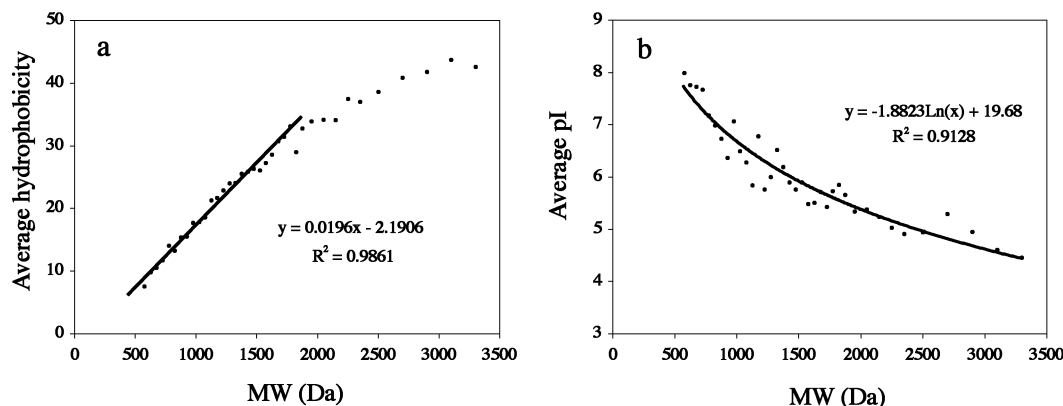 a
Average hydrophobicity
50
40
30
20
10
0
y = 0.0196x - 2.1906
R² = 0.9861
0 500 1000 1500 2000 2500 3000 3500
MW (Da)
b
Average pI
9
8
7
6
5
4
3
y = -1.8823Ln(x) + 19.68
R² = 0.9128
0 500 1000 1500 2000 2500 3000 3500
MW (Da)